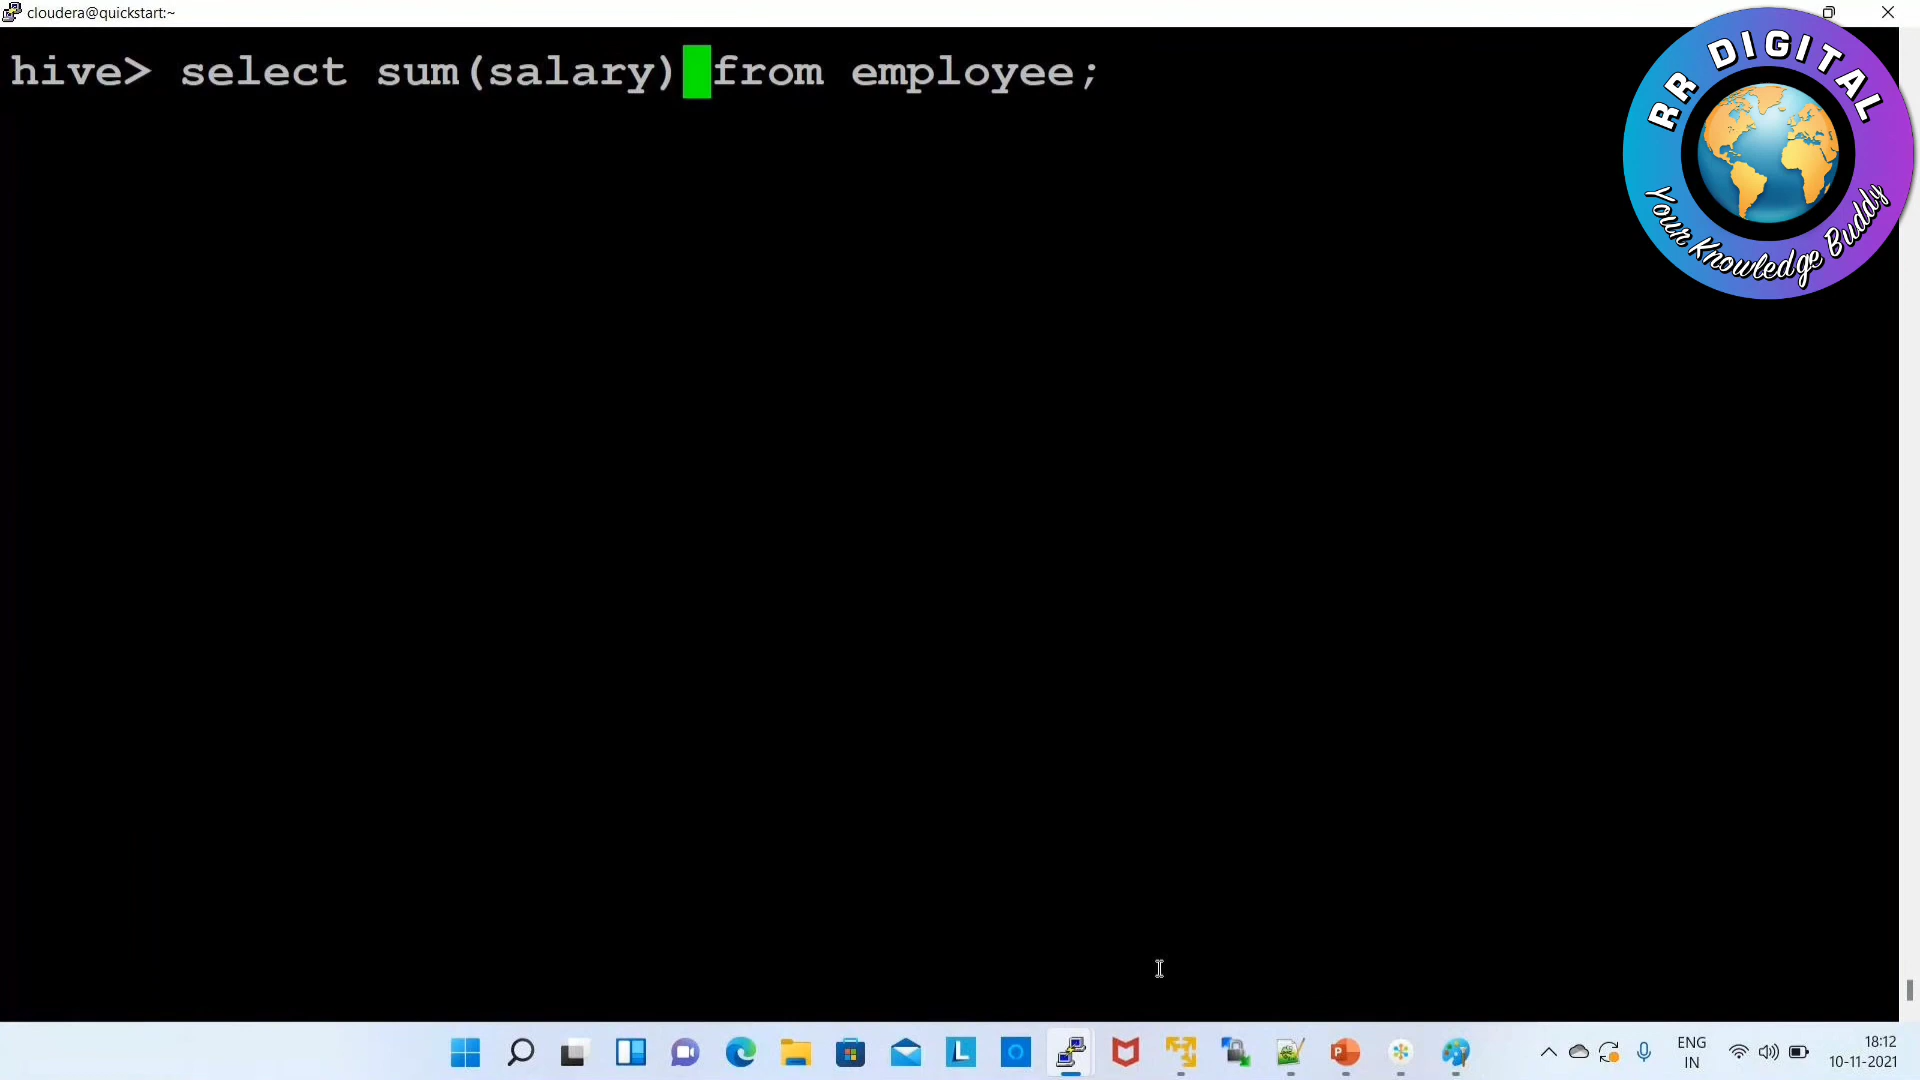 cloudera@quickstart:~
hive> select sum(salary) from employee;
RR DIGITAL
Your Knowledge Buddy
ENG
IN
18:12
10-11-2021